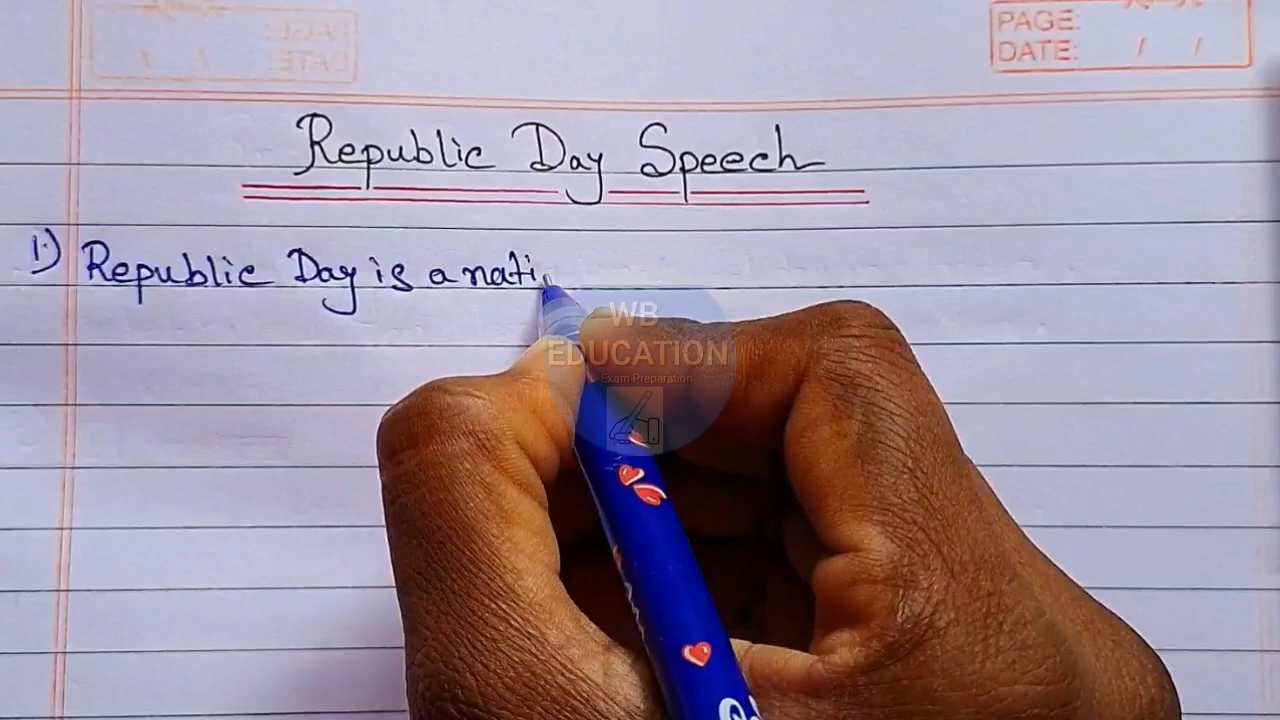 PAGE:
DATE: / /
Republic Day Speech
1.) Republic Day is a nati
WB
EDUCATION
Exam Preparation